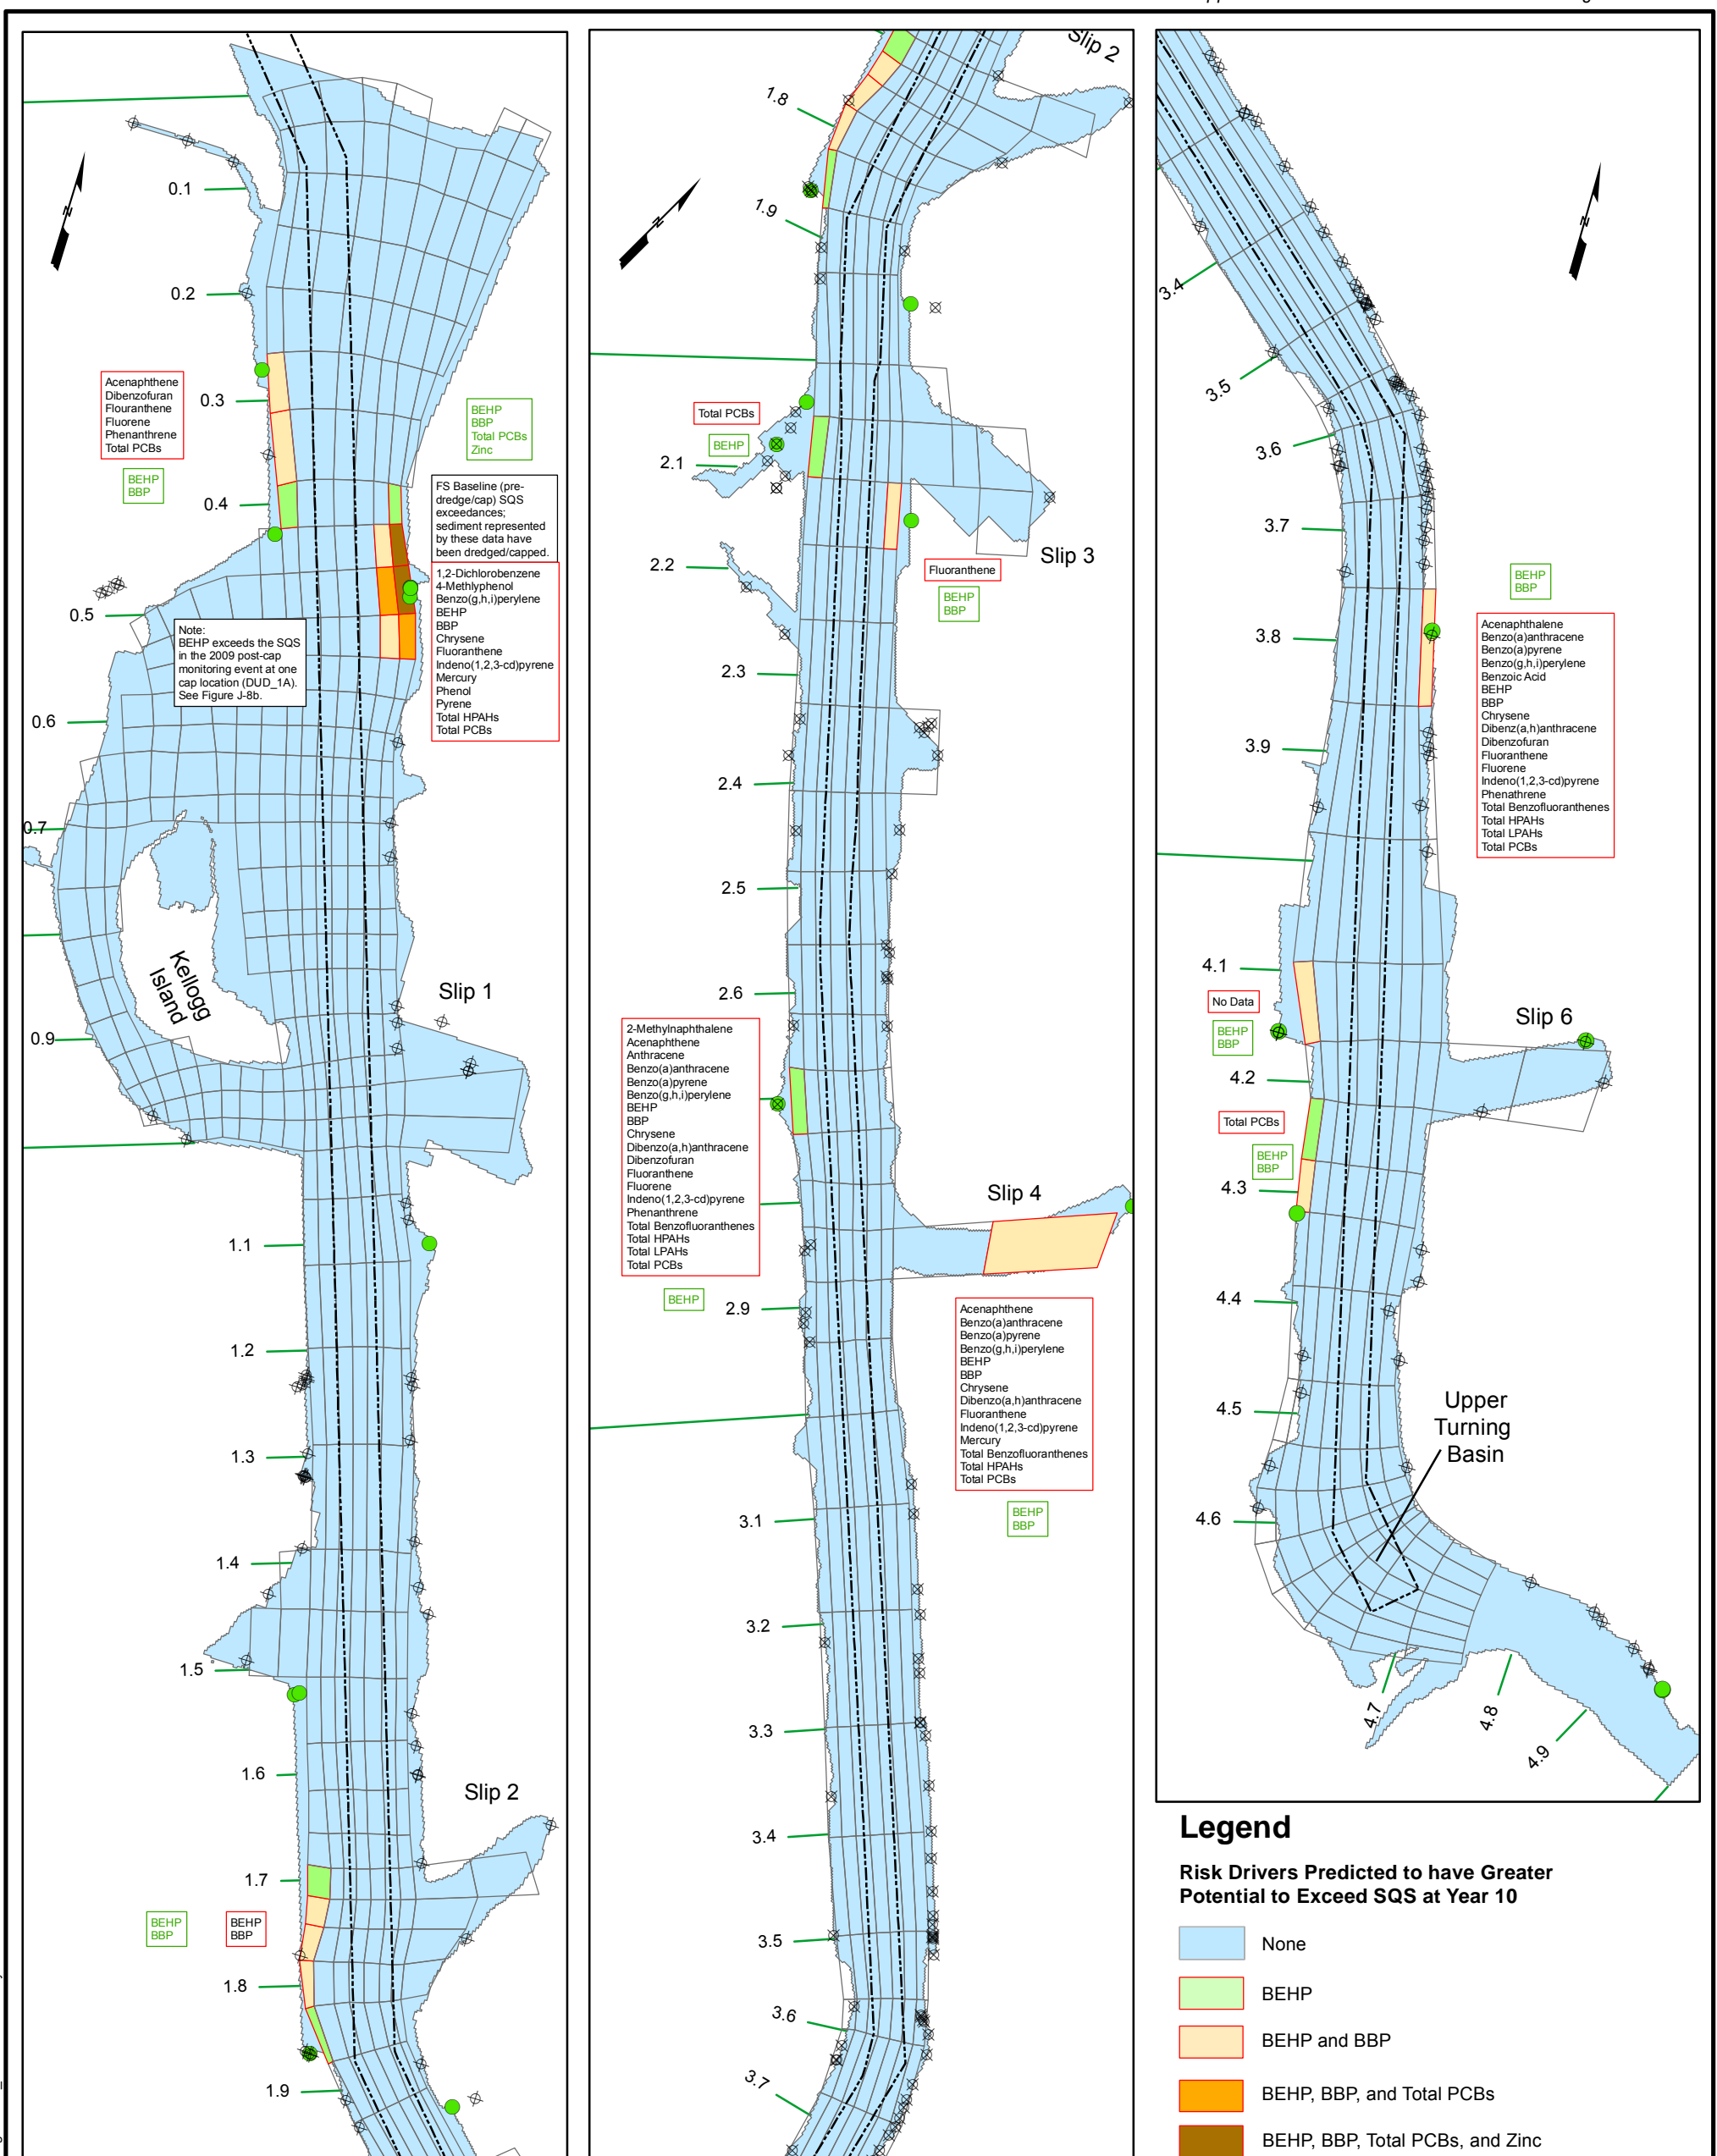 0.1
0.2
Acenaphthene
Dibenzofuran
Flouranthene
Fluorene
Phenanthrene
Total PCBs
0.3
BEHP
BBP
Total PCBs
Zinc
BEHP
BBP
0.4
FS Baseline (pre-
dredge/cap) SQS
exceedances;
sediment represented
by these data have
been dredged/capped.
1,2-Dichlorobenzene
4-Methlyphenol
Benzo(g,h,i)perylene
BEHP
BBP
Chrysene
Fluoranthene
Indeno(1,2,3-cd)pyrene
Mercury
Phenol
Pyrene
Total HPAHs
Total PCBs
0.5
Note:
BEHP exceeds the SQS
in the 2009 post-cap
monitoring event at one
cap location (DUD_1A).
See Figure J-8b.
0.6
0.7
Kellogg
Island
Slip 1
0.9
1.1
1.2
1.3
1.4
1.5
1.6
Slip 2
1.7
BEHP
BBP
BEHP
BBP
1.8
1.9
Slip 2
1.8
N
1.9
Total PCBs
BEHP
2.1
Slip 3
2.2
Fluoranthene
BEHP
BBP
2.3
2.4
2.5
2.6
2-Methylnaphthalene
Acenaphthene
Anthracene
Benzo(a)anthracene
Benzo(a)pyrene
Benzo(g,h,i)perylene
BEHP
BBP
Chrysene
Dibenzo(a,h)anthracene
Dibenzofuran
Fluoranthene
Fluorene
Indeno(1,2,3-cd)pyrene
Phenanthrene
Total Benzofluoranthenes
Total HPAHs
Total LPAHs
Total PCBs
Slip 4
BEHP
2.9
Acenaphthene
Benzo(a)anthracene
Benzo(a)pyrene
Benzo(g,h,i)perylene
BEHP
BBP
Chrysene
Dibenzo(a,h)anthracene
Fluoranthene
Indeno(1,2,3-cd)pyrene
Mercury
Total Benzofluoranthenes
Total HPAHs
Total PCBs
BEHP
BBP
3.1
3.2
3.3
3.4
3.5
3.6
3.7
N
3.4
3.5
3.6
3.7
BEHP
BBP
3.8
Acenaphthalene
Benzo(a)anthracene
Benzo(a)pyrene
Benzo(g,h,i)perylene
Benzoic Acid
BEHP
BBP
Chrysene
Dibenz(a,h)anthracene
Dibenzofuran
Fluoranthene
Fluorene
Indeno(1,2,3-cd)pyrene
Phenathrene
Total Benzofluoranthenes
Total HPAHs
Total LPAHs
Total PCBs
3.9
4.1
No Data
BEHP
BBP
Slip 6
4.2
Total PCBs
BEHP
BBP
4.3
4.4
4.5
Upper
Turning
Basin
4.6
4.7
4.8
4.9
Legend
Risk Drivers Predicted to have Greater
Potential to Exceed SQS at Year 10
None
BEHP
BEHP and BBP
BEHP, BBP, and Total PCBs
BEHP, BBP, Total PCBs, and Zinc
N